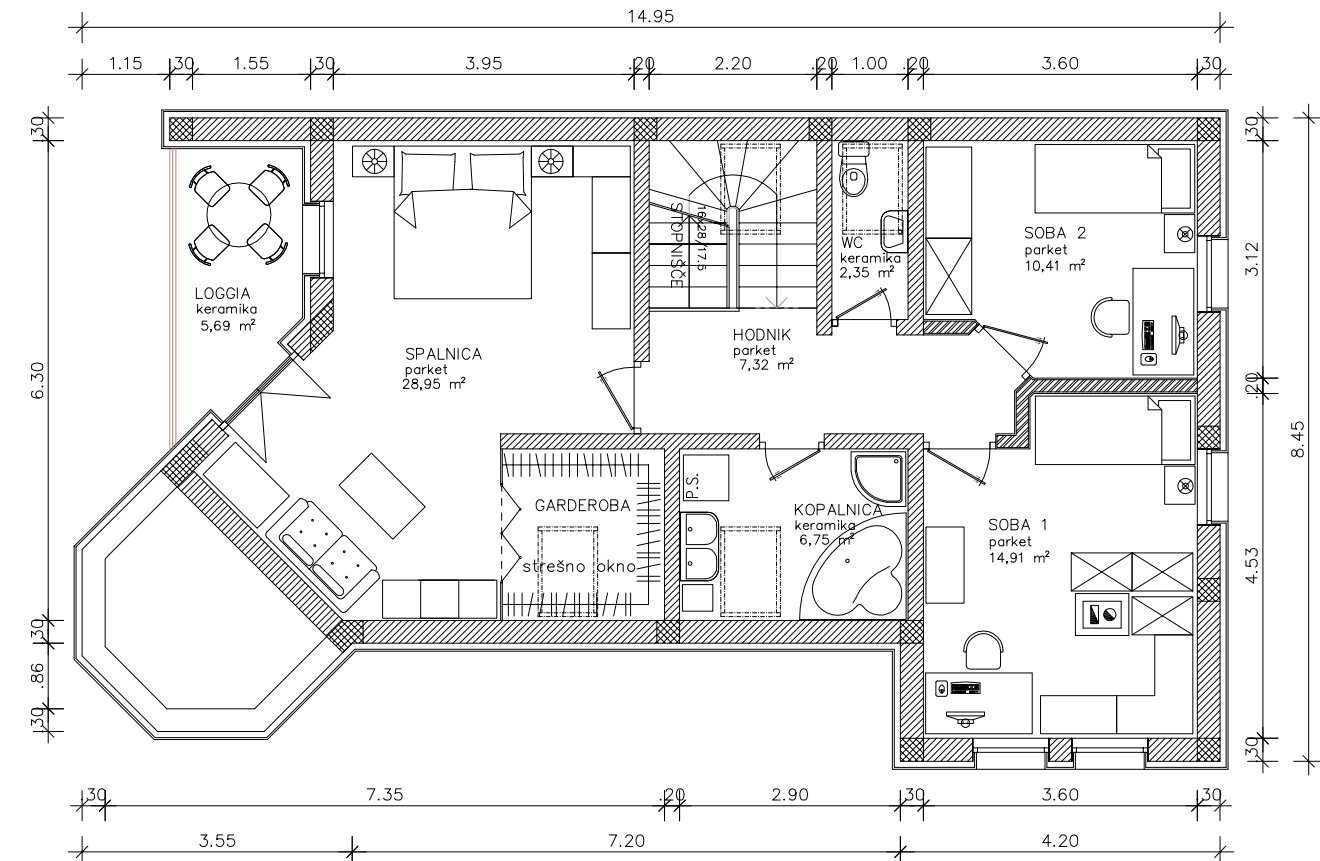 14.95
1.15 .30 1.55 .30 3.95 .20 2.20 .20 1.00 .20 3.60 .30
.30
6.30
.30
.86
.30
.30
3.12
.20
4.53
.30
8.45
LOGGIA
keramika
5,69 m²
SPALNICA
parket
28,95 m²
STOPNIŠČE
16x28/17.5
WC
keramika
2,35 m²
HODNIK
parket
7,32 m²
SOBA 2
parket
10,41 m²
GARDEROBA
strešno okno
P.S.
KOPALNICA
keramika
6,75 m²
SOBA 1
parket
14,91 m²
.30 7.35 .20 2.90 .30 3.60 .30
3.55 7.20 4.20